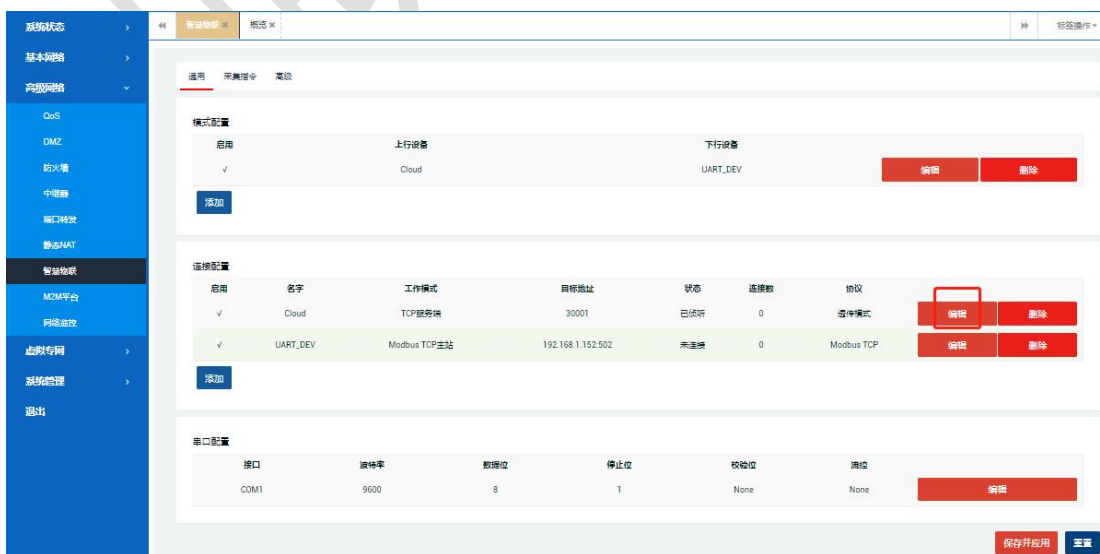 系统状态
智慧物联 × 概览 × 标签操作
基本网络
高级网络
通用 采集指令 高级
QoS
DMZ
防火墙
中继器
端口转发
静态NAT
智慧物联
M2M平台
网络监控
虚拟专网
系统管理
退出
模式配置
启用 上行设备 下行设备
√ Cloud UART_DEV 编辑 删除
添加
连接配置
启用 名字 工作模式 目标地址 状态 连接数 协议
√ Cloud TCP服务端 30001 已侦听 0 透传模式 编辑 删除
√ UART_DEV Modbus TCP主站 192.168.1.152:502 未连接 0 Modbus TCP 编辑 删除
添加
串口配置
接口 波特率 数据位 停止位 校验位 流控
COM1 9600 8 1 None None 编辑
保存并应用 重置